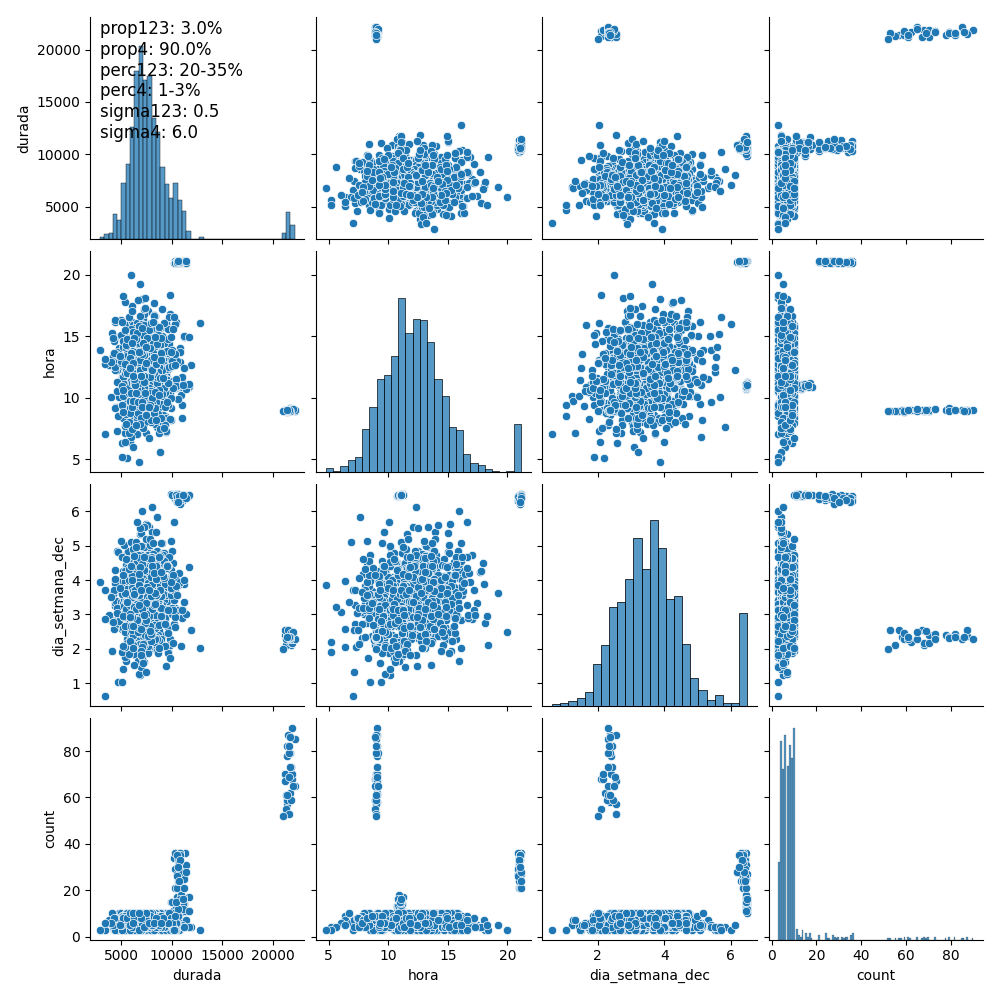 prop123: 3.0%
prop4: 90.0%
perc123: 20-35%
perc4: 1-3%
sigma123: 0.5
sigma4: 6.0
20000
15000
10000
5000
durada
20
15
10
5
hora
6
5
4
3
2
1
dia_setmana_dec
80
60
40
20
0
count
5000 10000 15000 20000
5 10 15 20
2 4 6
0 20 40 60 80
durada hora dia_setmana_dec count